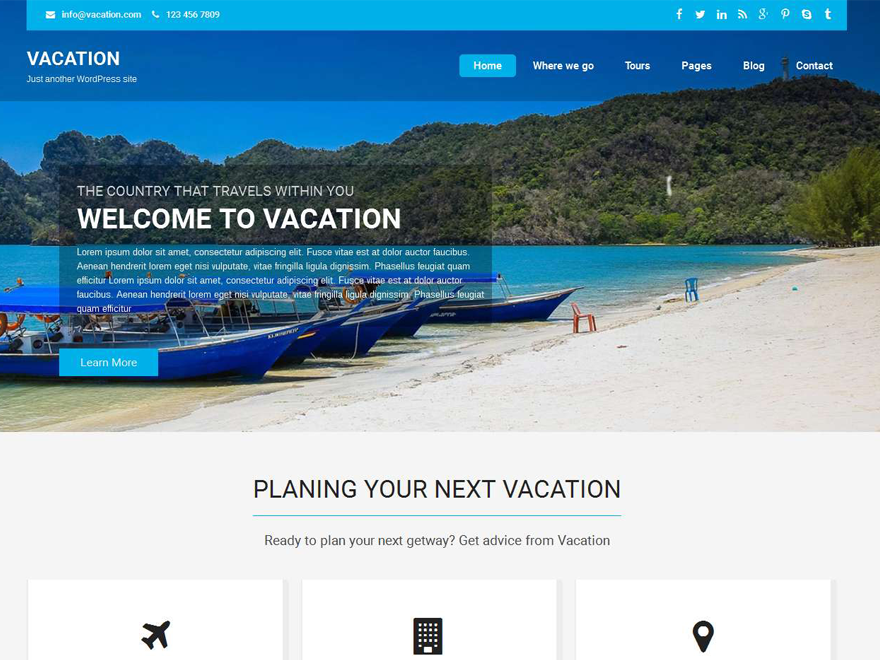 info@vacation.com 123 456 7809
VACATION
Just another WordPress site
Home Where we go Tours Pages Blog Contact
THE COUNTRY THAT TRAVELS WITHIN YOU
WELCOME TO VACATION
Lorem ipsum dolor sit amet, consectetur adipiscing elit. Fusce vitae est at dolor auctor faucibus.
Aenean hendrerit lorem eget nisi vulputate, vitae fringilla ligula dignissim. Phasellus feugiat quam
efficitur Lorem ipsum dolor sit amet, consectetur adipiscing elit. Fusce vitae est at dolor auctor
faucibus. Aenean hendrerit lorem eget nisi vulputate, vitae fringilla ligula dignissim. Phasellus feugiat
quam efficitur
Learn More
PLANING YOUR NEXT VACATION
Ready to plan your next getway? Get advice from Vacation